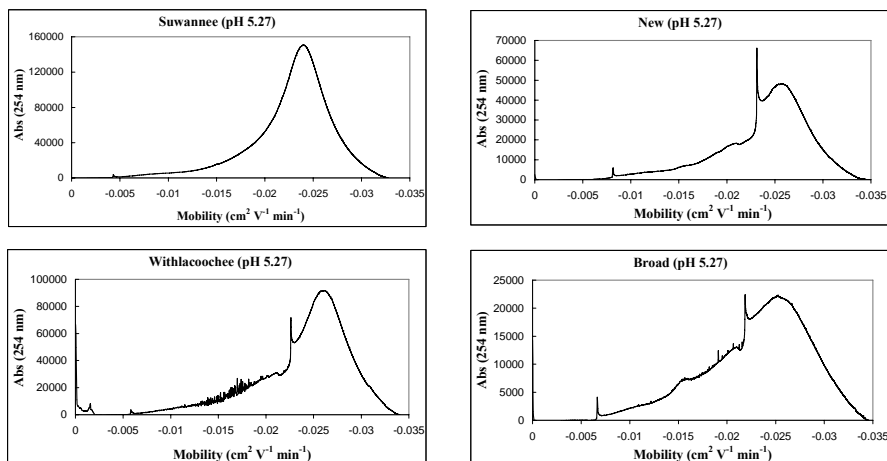 Suwannee (pH 5.27)
Abs (254 nm)
160000
120000
80000
40000
0
0 -0.005 -0.01 -0.015 -0.02 -0.025 -0.03 -0.035
Mobility (cm² V⁻¹ min⁻¹)
New (pH 5.27)
Abs (254 nm)
70000
60000
50000
40000
30000
20000
10000
0
0 -0.005 -0.01 -0.015 -0.02 -0.025 -0.03 -0.035
Mobility (cm² V⁻¹ min⁻¹)
Withlacoochee (pH 5.27)
Abs (254 nm)
100000
80000
60000
40000
20000
0
0 -0.005 -0.01 -0.015 -0.02 -0.025 -0.03 -0.035
Mobility (cm² V⁻¹ min⁻¹)
Broad (pH 5.27)
Abs (254 nm)
25000
20000
15000
10000
5000
0
0 -0.005 -0.01 -0.015 -0.02 -0.025 -0.03 -0.035
Mobility (cm² V⁻¹ min⁻¹)